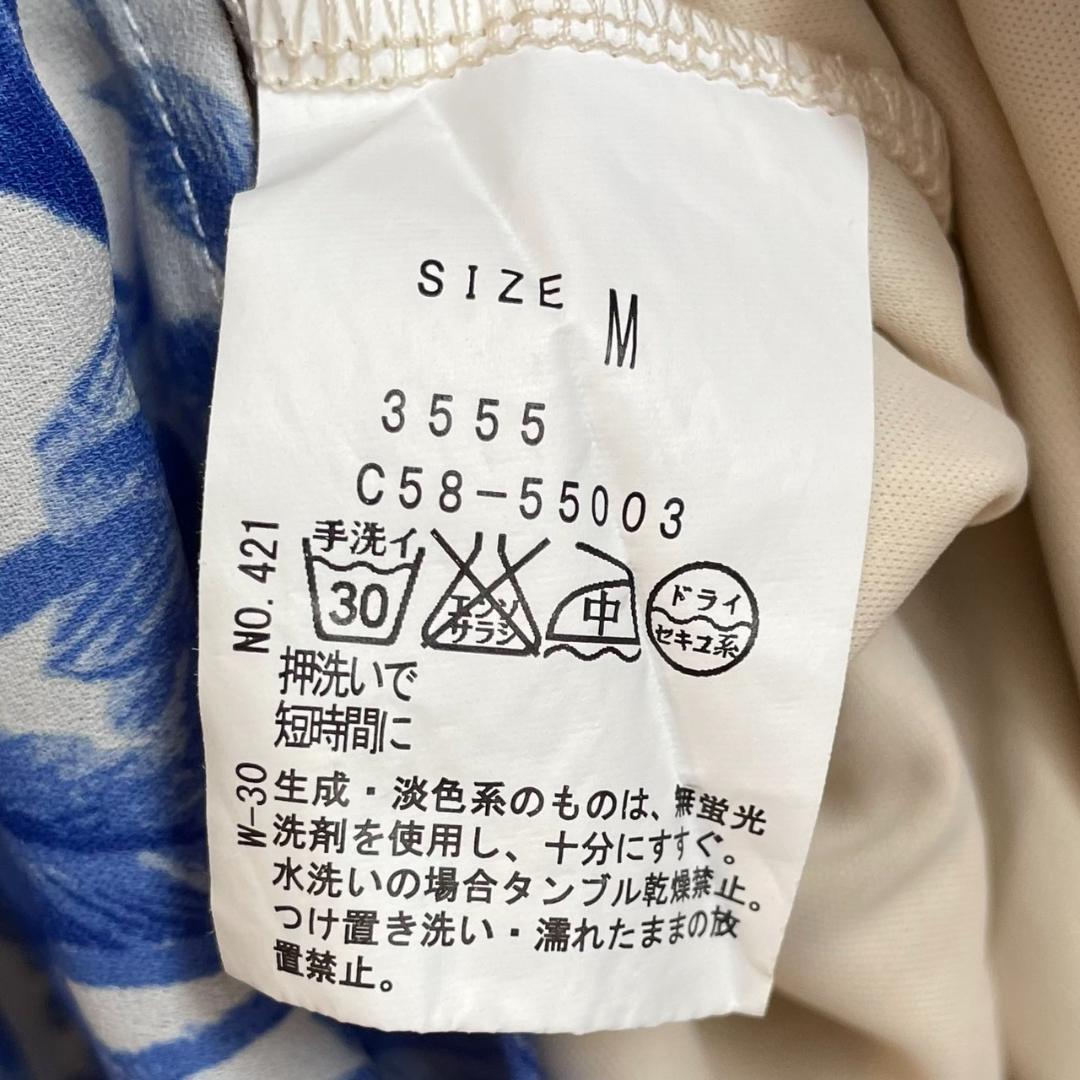 SIZE M
3555
C58-55003
NO.421
手洗イ
30
エンソ
サラシ
中
ドライ
セキユ系
押洗いで
短時間に
W-30
生成・淡色系のものは、無蛍光
洗剤を使用し、十分にすすぐ。
水洗いの場合タンブル乾燥禁止。
つけ置き洗い・濡れたままの放
置禁止。